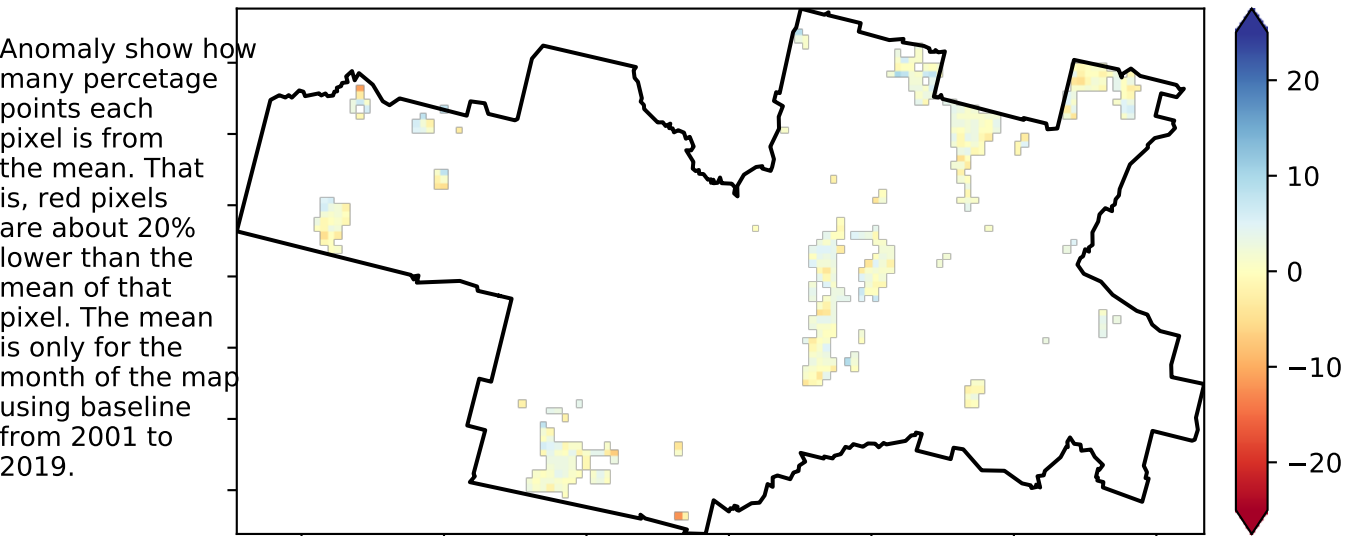 Anomaly show how
many percetage
points each
pixel is from
the mean. That
is, red pixels
are about 20%
lower than the
mean of that
pixel. The mean
is only for the
month of the map
using baseline
from 2001 to
2019.
20
10
0
−10
−20